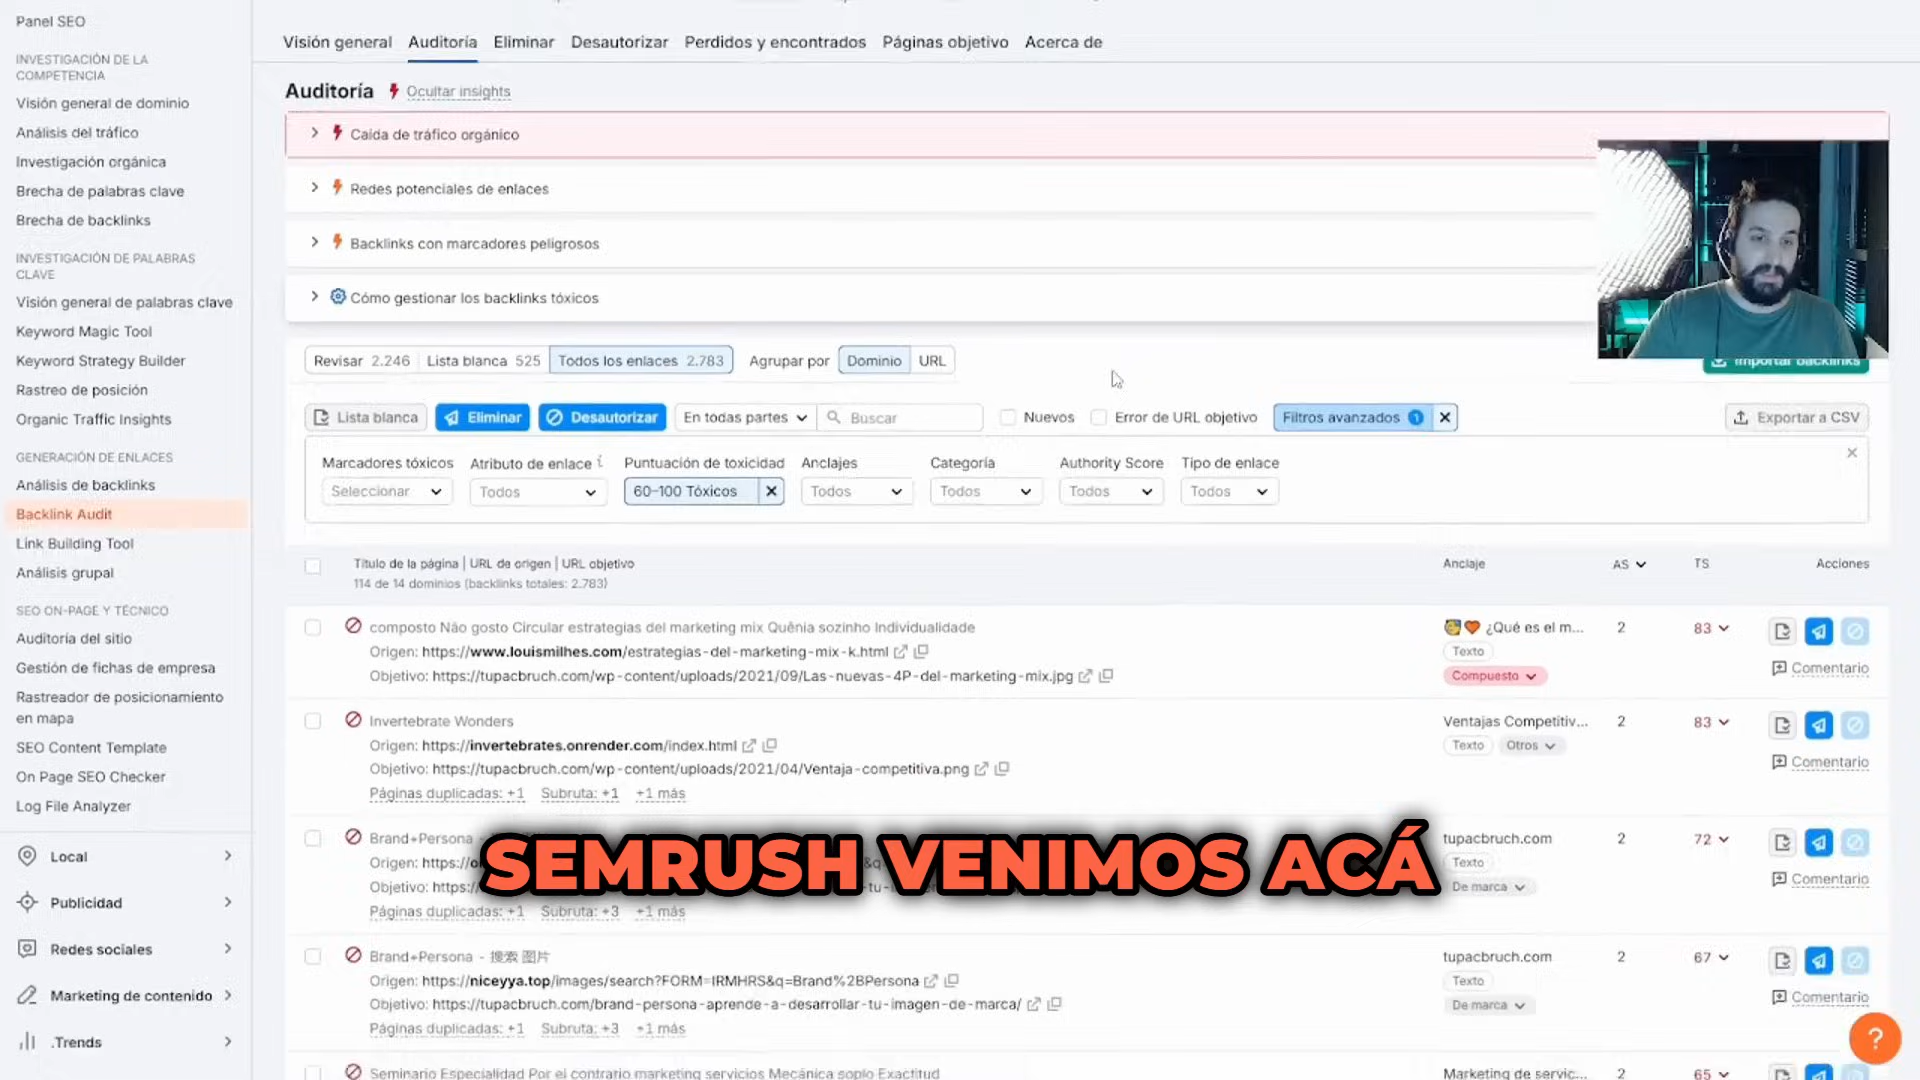 Panel SEO
INVESTIGACIÓN DE LA
COMPETENCIA
Visión general de dominio
Análisis del tráfico
Investigación orgánica
Brecha de palabras clave
Brecha de backlinks
INVESTIGACIÓN DE PALABRAS
CLAVE
Visión general de palabras clave
Keyword Magic Tool
Keyword Strategy Builder
Rastreo de posición
Organic Traffic Insights
GENERACIÓN DE ENLACES
Análisis de backlinks
Backlink Audit
Link Building Tool
Análisis grupal
SEO ON-PAGE Y TÉCNICO
Auditoría del sitio
Gestión de fichas de empresa
Rastreador de posicionamiento
en mapa
SEO Content Template
On Page SEO Checker
Log File Analyzer
Local
Publicidad
Redes sociales
Marketing de contenido
.Trends
Visión general Auditoría Eliminar Desautorizar Perdidos y encontrados Páginas objetivo Acerca de
Auditoría Ocultar insights
Caída de tráfico orgánico
Redes potenciales de enlaces
Backlinks con marcadores peligrosos
Cómo gestionar los backlinks tóxicos
Importar backlinks
Revisar 2.246 Lista blanca 525 Todos los enlaces 2.783 Agrupar por Dominio URL
Lista blanca Eliminar Desautorizar En todas partes Buscar Nuevos Error de URL objetivo Filtros avanzados 1 Exportar a CSV
Marcadores tóxicos Atributo de enlace Puntuación de toxicidad Anclajes Categoría Authority Score Tipo de enlace
Seleccionar Todos 60–100 Tóxicos Todos Todos Todos Todos
Título de la página | URL de origen | URL objetivo Anclaje AS TS Acciones
114 de 14 dominios (backlinks totales: 2.783)
composto Não gosto Circular estrategias del marketing mix Quênia sozinho Individualidade ¿Qué es el m... 2 83
Origen: https://www.louismilhes.com/estrategias-del-marketing-mix-k.html Texto
Objetivo: https://tupacbruch.com/wp-content/uploads/2021/09/Las-nuevas-4P-del-marketing-mix.jpg Compuesto Comentario
Invertebrate Wonders Ventajas Competitiv... 2 83
Origen: https://invertebrates.onrender.com/index.html Texto Otros
Objetivo: https://tupacbruch.com/wp-content/uploads/2021/04/Ventaja-competitiva.png Comentario
Páginas duplicadas: +1 Subruta: +1 +1 más
Brand+Persona tupacbruch.com 2 72
Origen: Texto
De marca Comentario
Páginas duplicadas: +1 Subruta: +3 +1 más
SEMRUSH VENIMOS ACÁ
Brand+Persona - 搜索 图片 tupacbruch.com 2 67
Origen: https://niceyya.top/images/search?FORM=IRMHRS&q=Brand%2BPersona Texto
Objetivo: https://tupacbruch.com/brand-persona-aprende-a-desarrollar-tu-imagen-de-marca/ De marca Comentario
Páginas duplicadas: +1 Subruta: +3 +1 más
Seminario Especialidad Por el contratio marketing servicios Mecánica soplo Exactitud Marketing de servic... 2 65
?